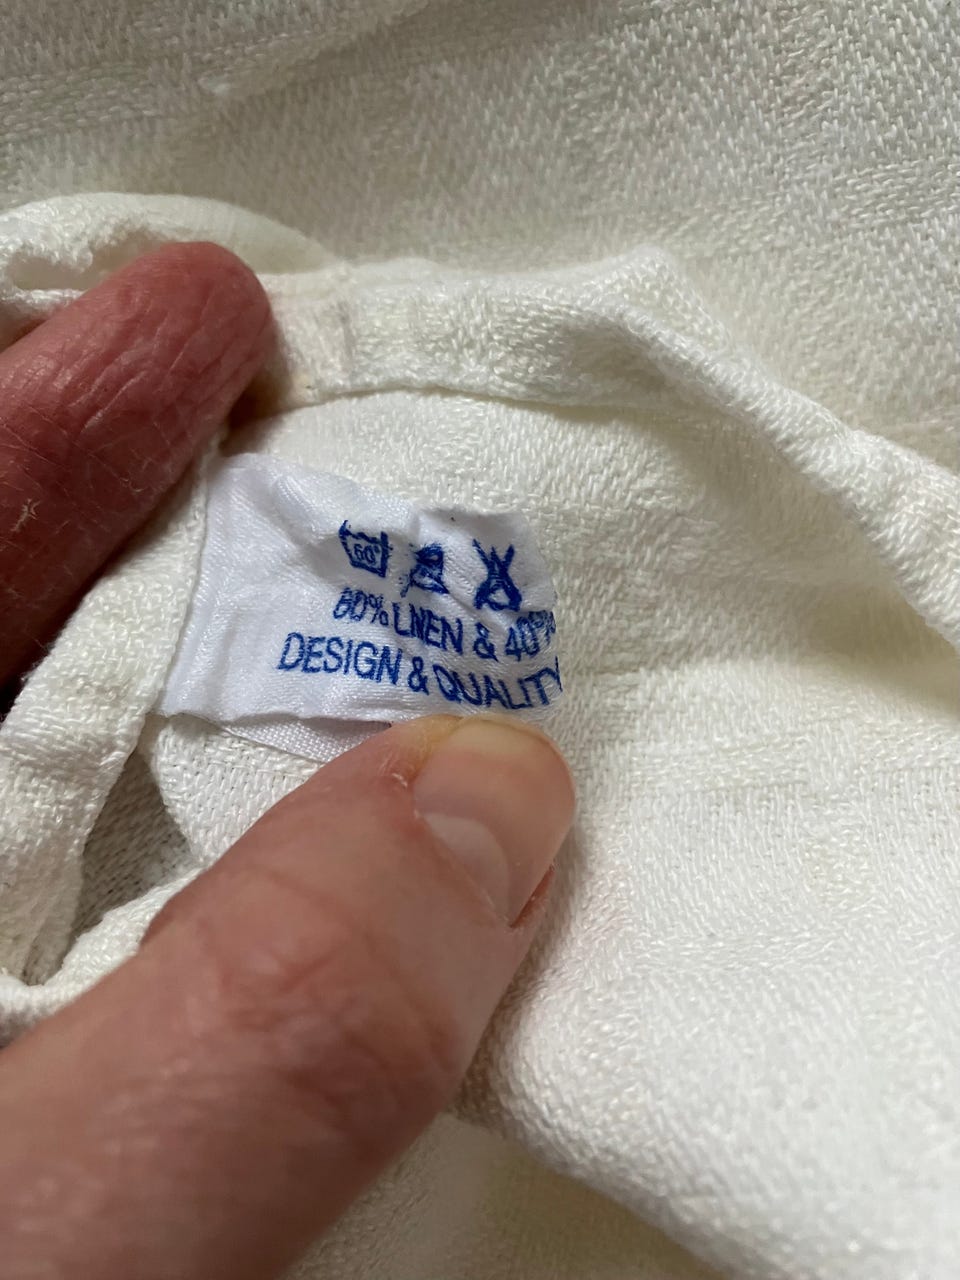 60°
60% LINEN & 40%
DESIGN & QUALITY